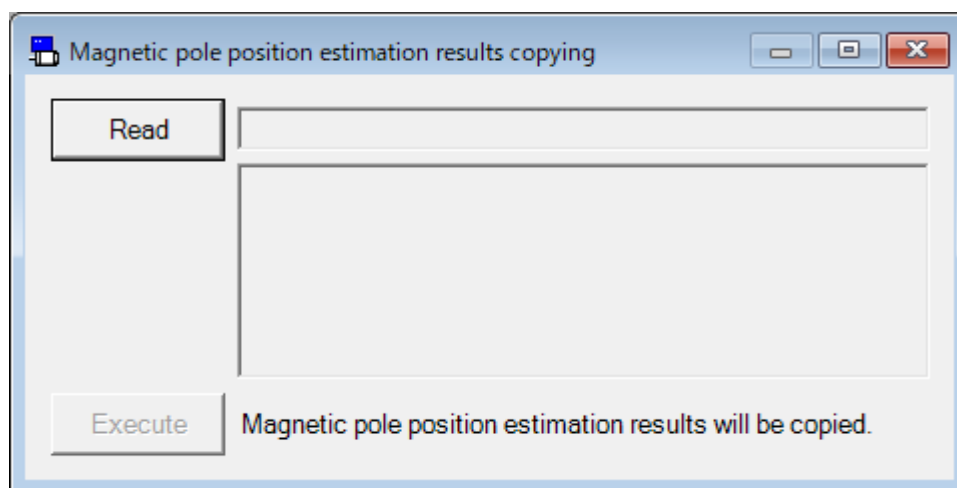 Magnetic pole position estimation results copying
Read
Execute
Magnetic pole position estimation results will be copied.